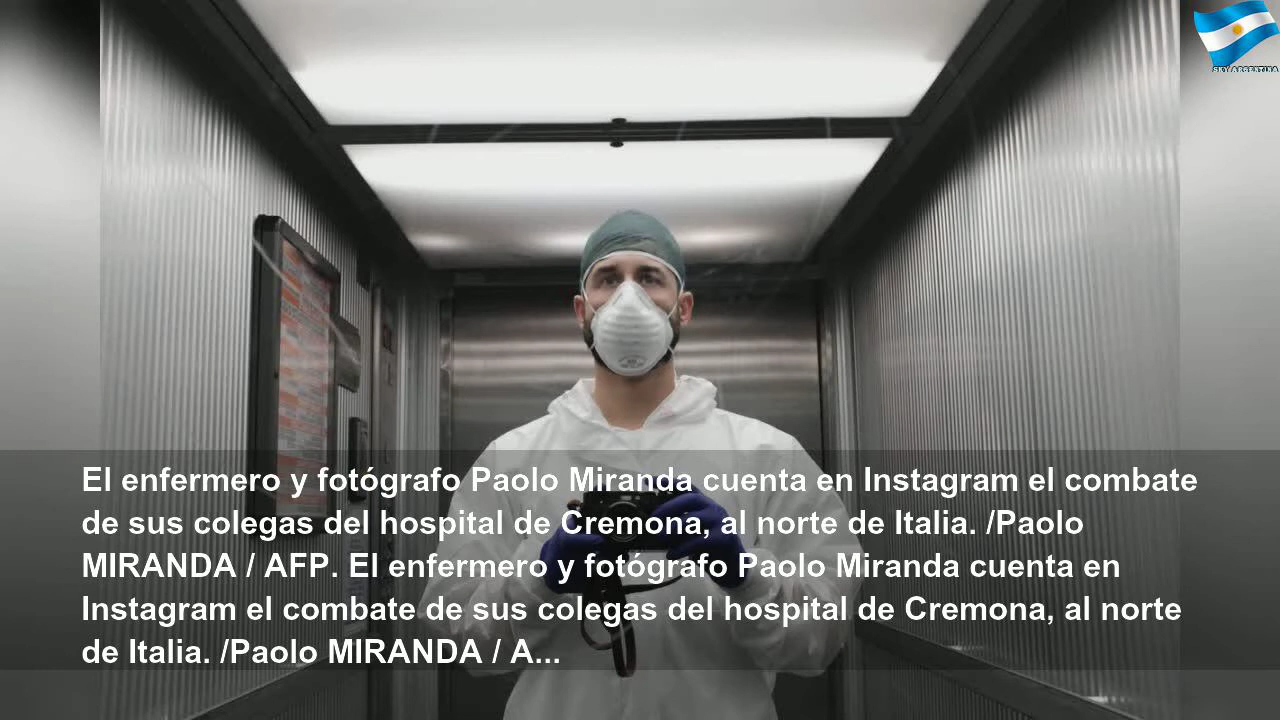 SKY ARGENTINA
El enfermero y fotógrafo Paolo Miranda cuenta en Instagram el combate
de sus colegas del hospital de Cremona, al norte de Italia. /Paolo
MIRANDA / AFP. El enfermero y fotógrafo Paolo Miranda cuenta en
Instagram el combate de sus colegas del hospital de Cremona, al norte
de Italia. /Paolo MIRANDA / A...